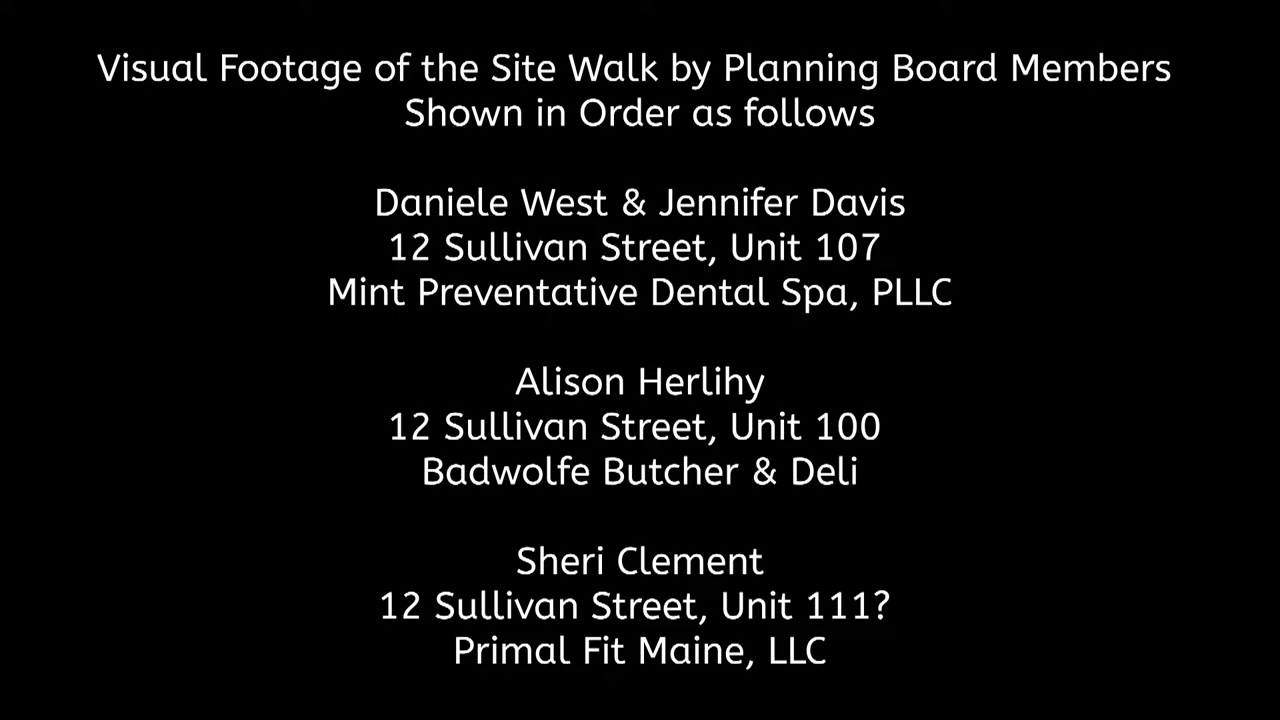 Visual Footage of the Site Walk by Planning Board Members
Shown in Order as follows
Daniele West & Jennifer Davis
12 Sullivan Street, Unit 107
Mint Preventative Dental Spa, PLLC
Alison Herlihy
12 Sullivan Street, Unit 100
Badwolfe Butcher & Deli
Sheri Clement
12 Sullivan Street, Unit 111?
Primal Fit Maine, LLC